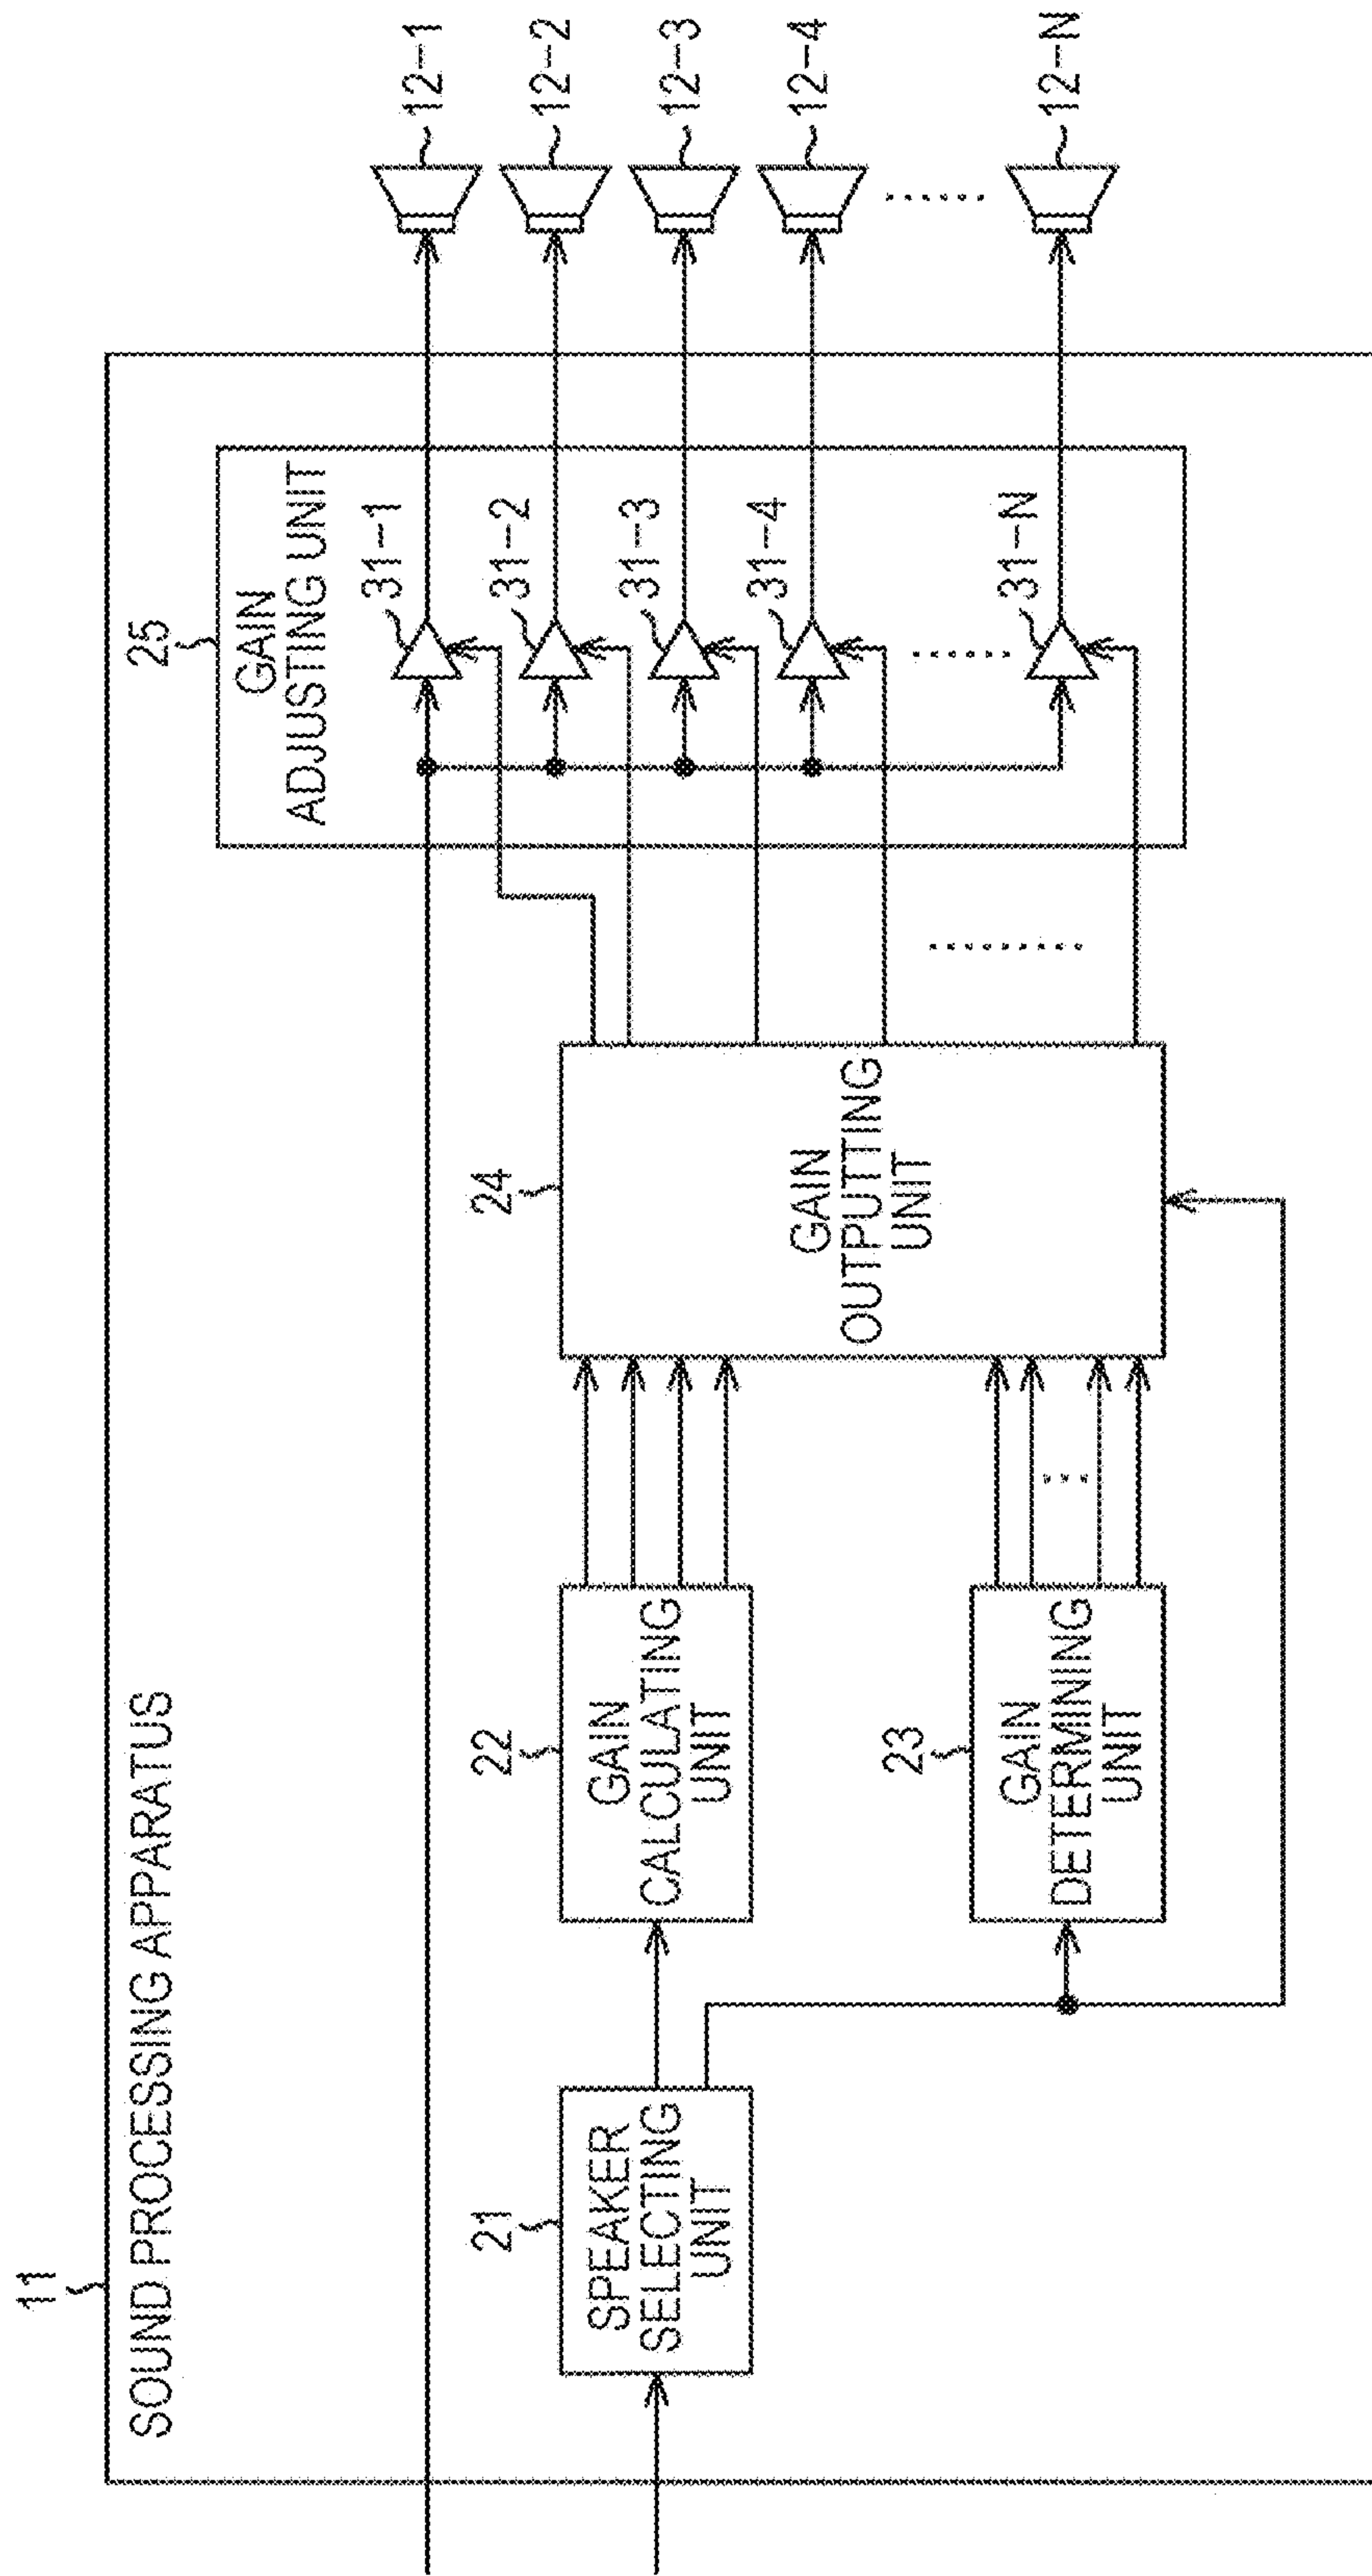 11
SOUND PROCESSING APPARATUS
25
GAIN
ADJUSTING UNIT
31-1
12-1
31-2
12-2
31-3
12-3
31-4
12-4
31-N
12-N
21
SPEAKER
SELECTING
UNIT
22
GAIN
CALCULATING
UNIT
23
GAIN
DETERMINING
UNIT
24
GAIN
OUTPUTTING
UNIT